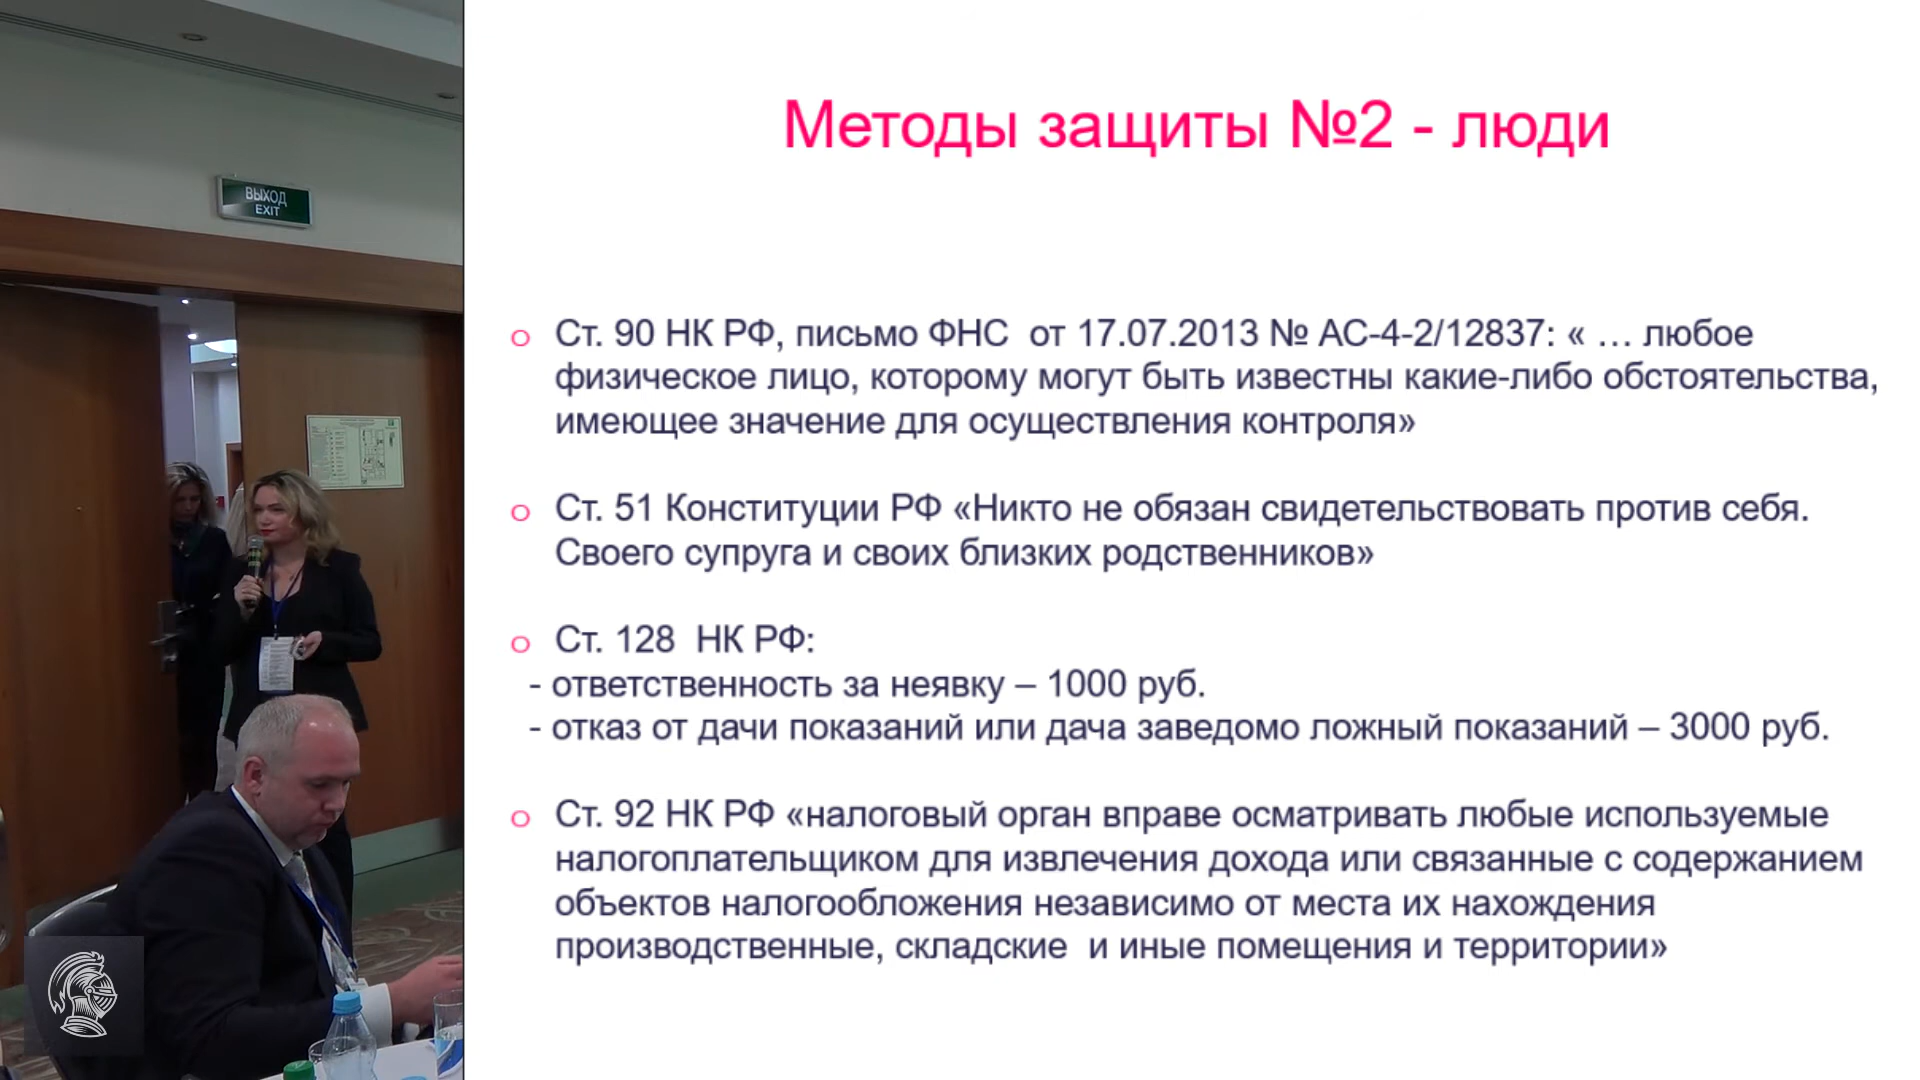 ВЫХОД
EXIT
Методы защиты №2 - люди
о Ст. 90 НК РФ, письмо ФНС от 17.07.2013 № АС-4-2/12837: « … любое
физическое лицо, которому могут быть известны какие-либо обстоятельства,
имеющее значение для осуществления контроля»
о Ст. 51 Конституции РФ «Никто не обязан свидетельствовать против себя.
Своего супруга и своих близких родственников»
о Ст. 128 НК РФ:
- ответственность за неявку – 1000 руб.
- отказ от дачи показаний или дача заведомо ложный показаний – 3000 руб.
о Ст. 92 НК РФ «налоговый орган вправе осматривать любые используемые
налогоплательщиком для извлечения дохода или связанные с содержанием
объектов налогообложения независимо от места их нахождения
производственные, складские и иные помещения и территории»